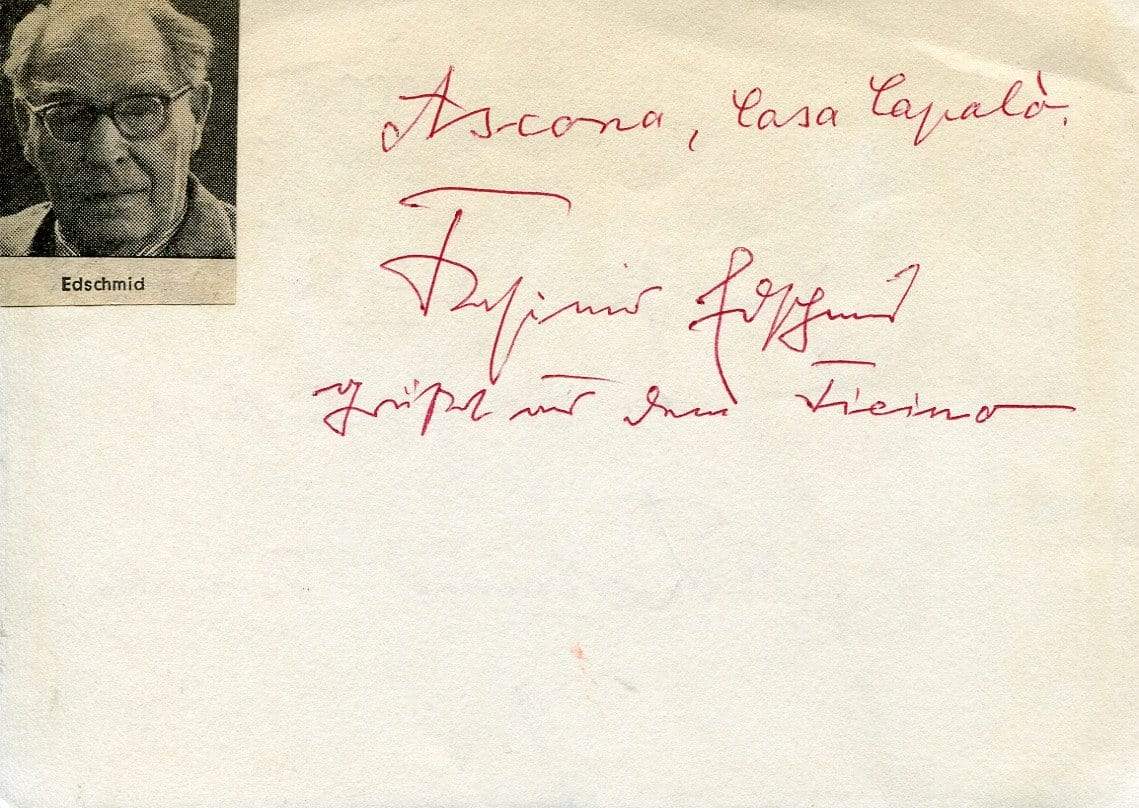 Edschmid
Ascona, Casa Capalò.
Kasimir Edschmid
grüßt aus dem Ticino